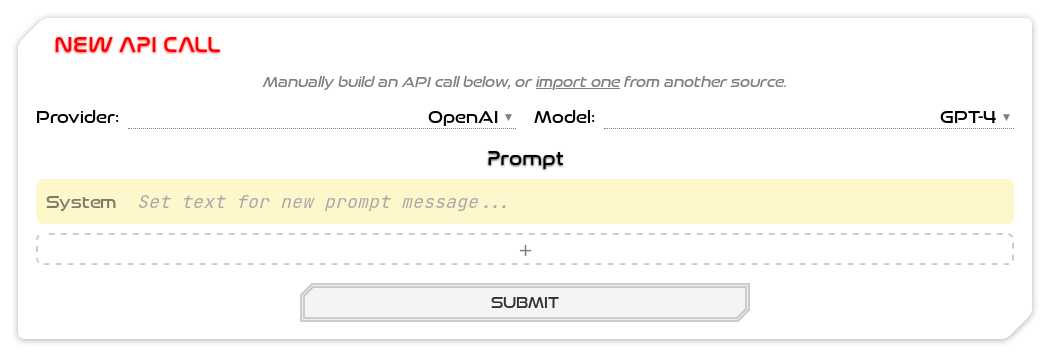 NEW API CALL
Manually build an API call below, or import one from another source.
Provider: OpenAI ▼ Model: GPT-4 ▼
Prompt
System Set text for new prompt message...
+
SUBMIT